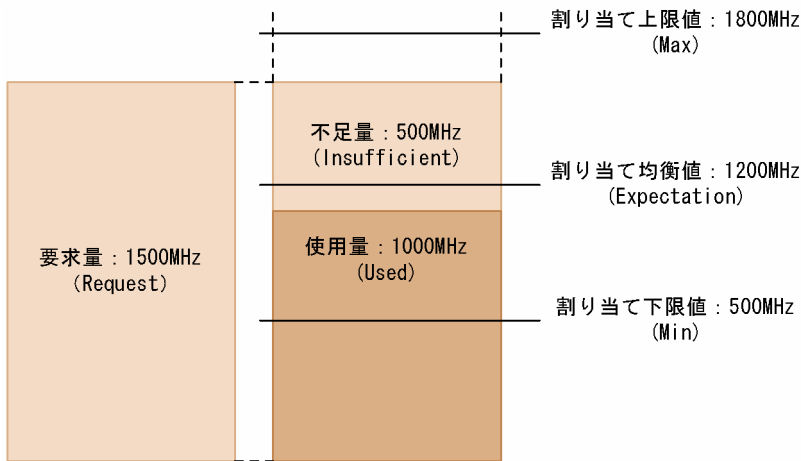 割り当て上限値：1800MHz
(Max)
不足量：500MHz
(Insufficient)
割り当て均衡値：1200MHz
(Expectation)
要求量：1500MHz
(Request)
使用量：1000MHz
(Used)
割り当て下限値：500MHz
(Min)